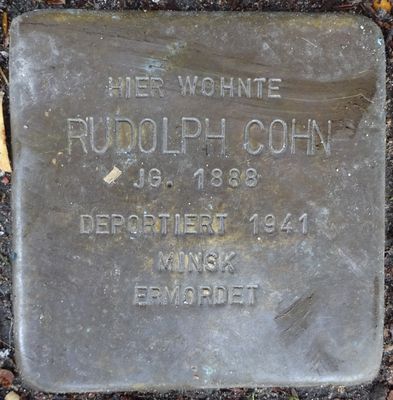 HIER WOHNTE
RUDOLPH COHN
JG. 1888
DEPORTIERT 1941
MINSK
ERMORDET